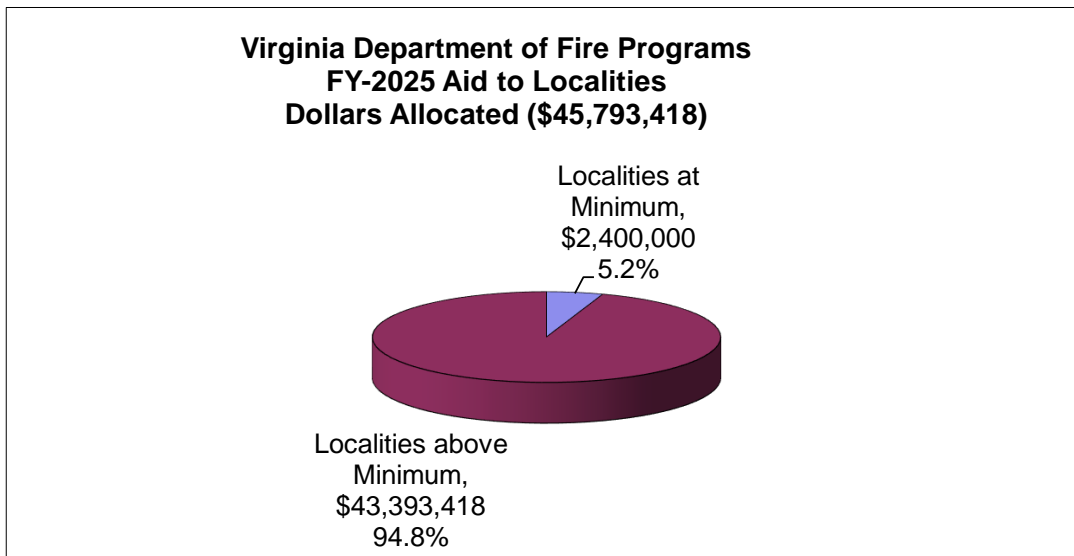 Virginia Department of Fire Programs
FY-2025 Aid to Localities
Dollars Allocated ($45,793,418)
Localities at
Minimum,
$2,400,000
5.2%
Localities above
Minimum,
$43,393,418
94.8%